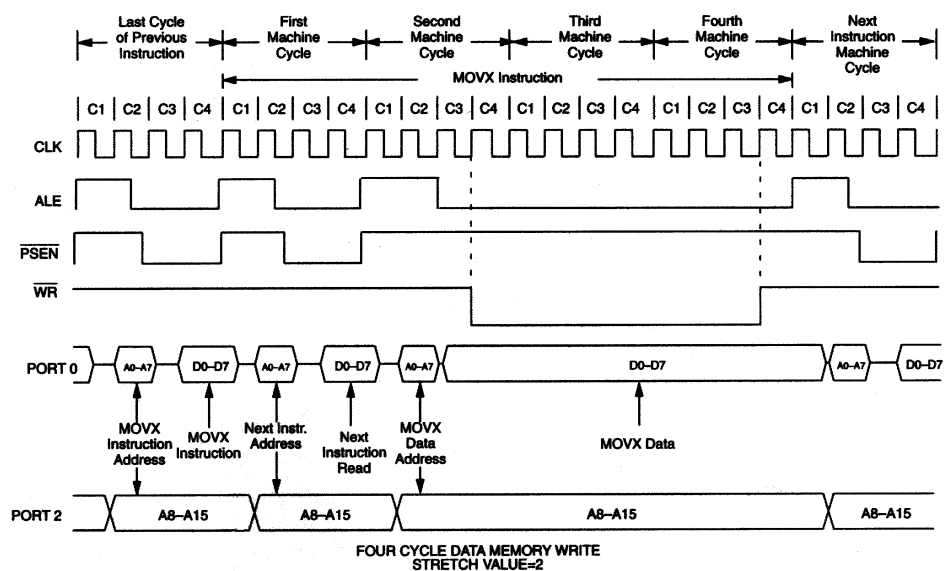 Last Cycle
of Previous
Instruction
First
Machine
Cycle
Second
Machine
Cycle
Third
Machine
Cycle
Fourth
Machine
Cycle
Next
Instruction
Machine
Cycle
MOVX Instruction
C1 C2 C3 C4 C1 C2 C3 C4 C1 C2 C3 C4 C1 C2 C3 C4 C1 C2 C3 C4 C1 C2 C3 C4
CLK
ALE
PSEN
WR
PORT 0
A0–A7 D0–D7 A0–A7 D0–D7 A0–A7 D0–D7 A0–A7 D0–D7
MOVX
Instruction
Address
MOVX
Instruction
Next Instr.
Address
Next
Instruction
Read
MOVX
Data
Address
MOVX Data
PORT 2
A8–A15 A8–A15 A8–A15 A8–A15
FOUR CYCLE DATA MEMORY WRITE
STRETCH VALUE=2